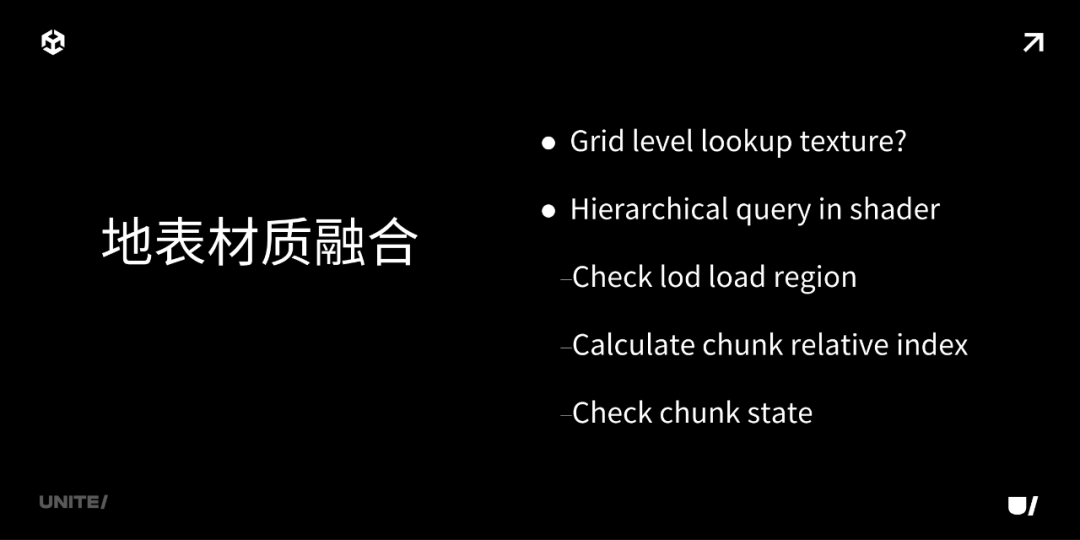 地表材质融合
● Grid level lookup texture?
● Hierarchical query in shader
–Check lod load region
–Calculate chunk relative index
–Check chunk state
UNITE/
U/